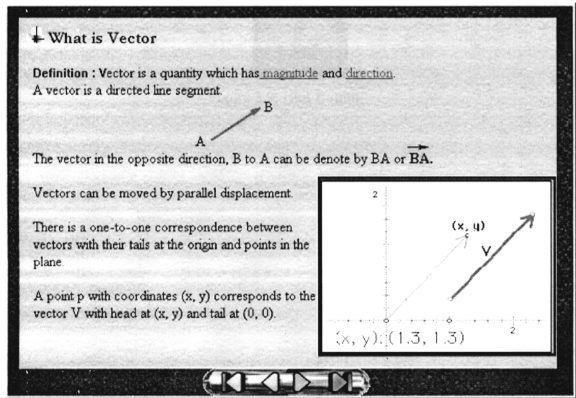 What is Vector
Definition : Vector is a quantity which has magnitude and direction.
A vector is a directed line segment.
B
A
The vector in the opposite direction, B to A can be denote by BA or BA.
Vectors can be moved by parallel displacement.
There is a one-to-one correspondence between
vectors with their tails at the origin and points in the
plane.
A point p with coordinates (x, y) corresponds to the
vector V with head at (x, y) and tail at (0, 0).
2
(x, y)
V
2
(x, y):(1.3, 1.3)